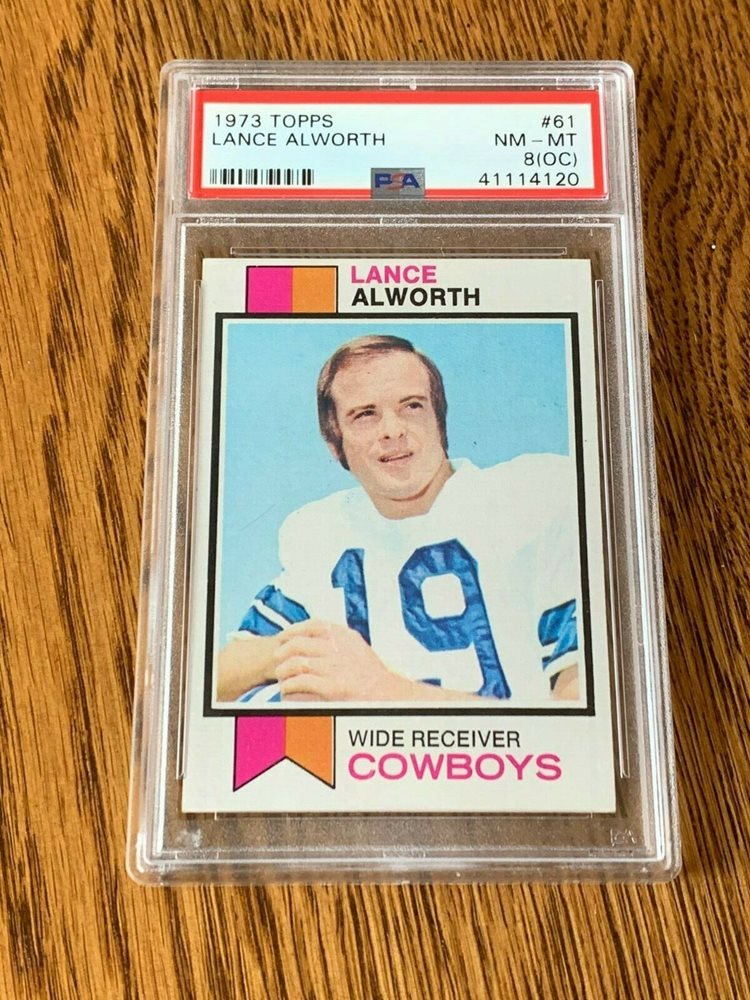 1973 TOPPS #61
LANCE ALWORTH NM - MT
8(OC)
PSA 41114120
LANCE
ALWORTH
19
WIDE RECEIVER
COWBOYS